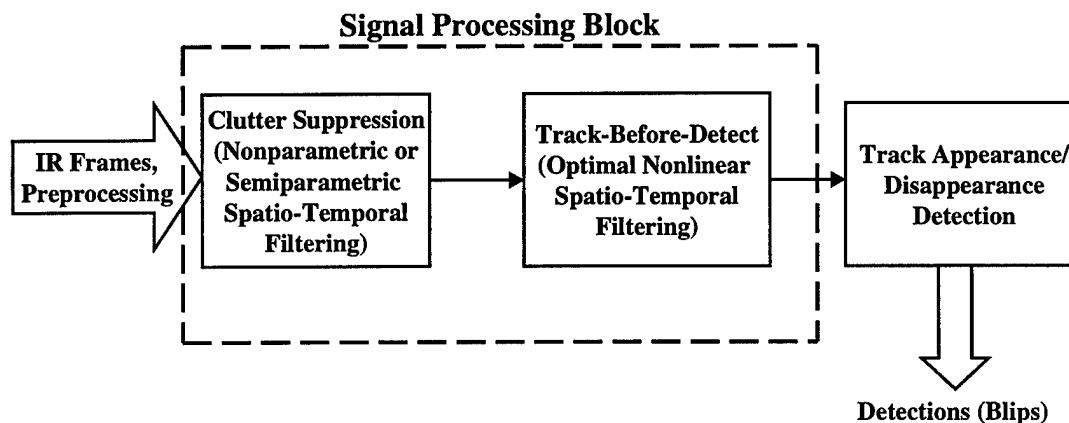 Signal Processing Block
IR Frames,
Preprocessing
Clutter Suppression
(Nonparametric or
Semiparametric
Spatio-Temporal
Filtering)
Track-Before-Detect
(Optimal Nonlinear
Spatio-Temporal
Filtering)
Track Appearance/
Disappearance
Detection
Detections (Blips)